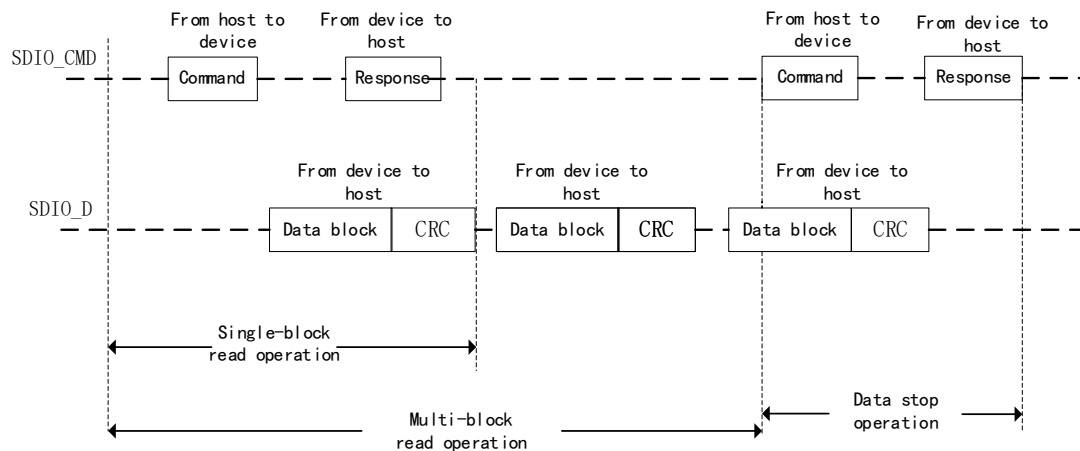 From host to
device
From device to
host
From host to
device
From device to
host
SDIO_CMD
Command
Response
Command
Response
From device to
host
From device to
host
From device to
host
SDIO_D
Data block
CRC
Data block
CRC
Data block
CRC
Single-block
read operation
Data stop
operation
Multi-block
read operation